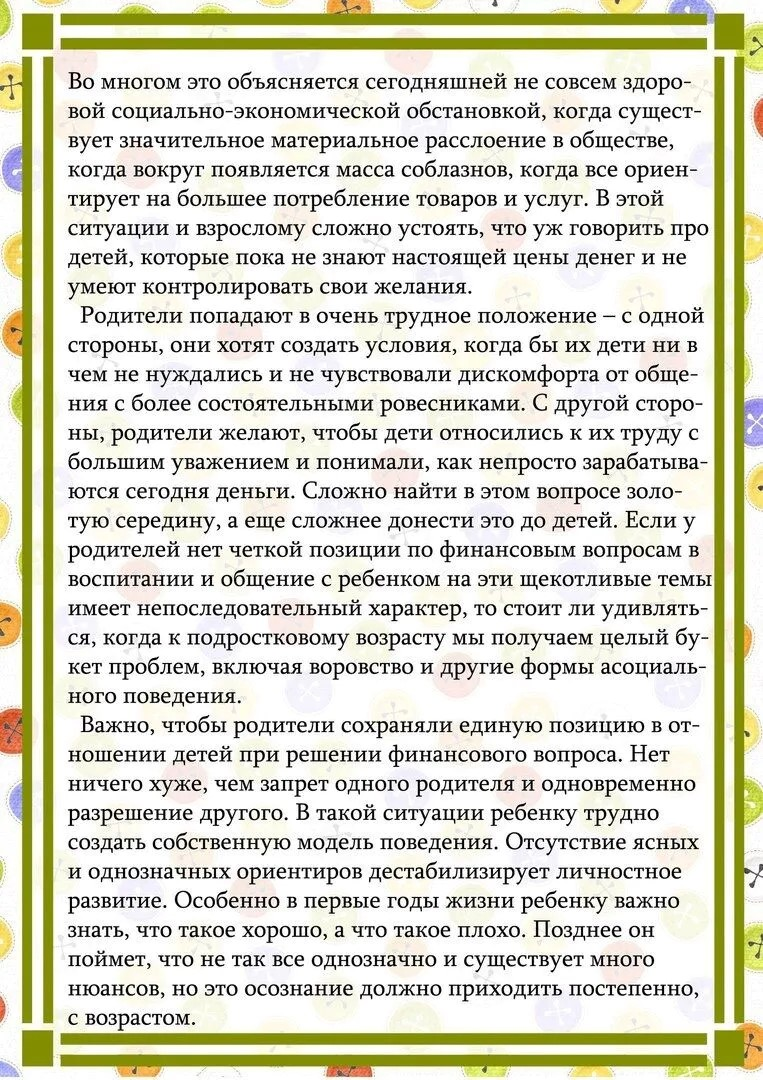 Во многом это объясняется сегодняшней не совсем здоро-
вой социально-экономической обстановкой, когда сущест-
вует значительное материальное расслоение в обществе,
когда вокруг появляется масса соблазнов, когда все ориен-
тирует на большее потребление товаров и услуг. В этой
ситуации и взрослому сложно устоять, что уж говорить про
детей, которые пока не знают настоящей цены денег и не
умеют контролировать свои желания.
Родители попадают в очень трудное положение – с одной
стороны, они хотят создать условия, когда бы их дети ни в
чем не нуждались и не чувствовали дискомфорта от обще-
ния с более состоятельными ровесниками. С другой сторо-
ны, родители желают, чтобы дети относились к их труду с
большим уважением и понимали, как непросто зарабатыва-
ются сегодня деньги. Сложно найти в этом вопросе золо-
тую середину, а еще сложнее донести это до детей. Если у
родителей нет четкой позиции по финансовым вопросам в
воспитании и общение с ребенком на эти щекотливые темы
имеет непоследовательный характер, то стоит ли удивлять-
ся, когда к подростковому возрасту мы получаем целый бу-
кет проблем, включая воровство и другие формы асоциаль-
ного поведения.
Важно, чтобы родители сохраняли единую позицию в от-
ношении детей при решении финансового вопроса. Нет
ничего хуже, чем запрет одного родителя и одновременно
разрешение другого. В такой ситуации ребенку трудно
создать собственную модель поведения. Отсутствие ясных
и однозначных ориентиров дестабилизирует личностное
развитие. Особенно в первые годы жизни ребенку важно
знать, что такое хорошо, а что такое плохо. Позднее он
поймет, что не так все однозначно и существует много
нюансов, но это осознание должно приходить постепенно,
с возрастом.